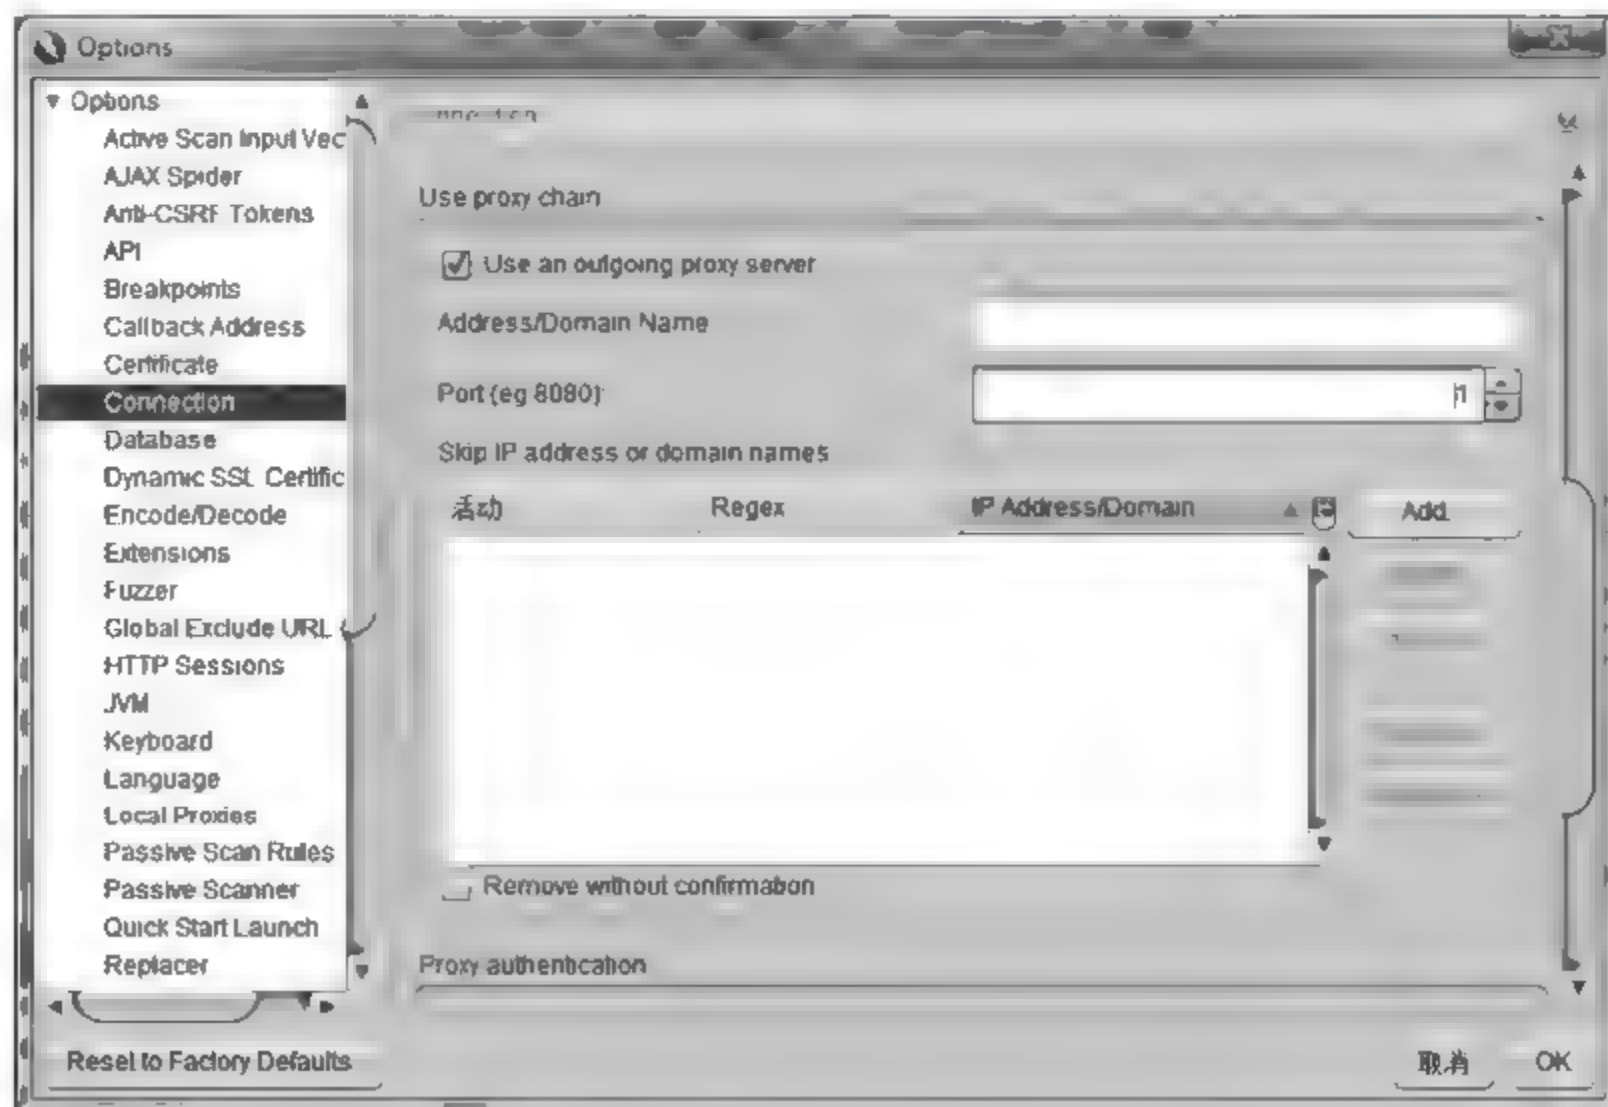 Options
Options
Active Scan Input Vec
AJAX Spider
Anti-CSRF Tokens
API
Breakpoints
Callback Address
Certificate
Connection
Database
Dynamic SSL Certific
Encode/Decode
Extensions
Fuzzer
Global Exclude URL (
HTTP Sessions
JVM
Keyboard
Language
Local Proxies
Passive Scan Rules
Passive Scanner
Quick Start Launch
Replacer
Reset to Factory Defaults
Use proxy chain
Use an outgoing proxy server
Address/Domain Name
Port (eg 8080):
Skip IP address or domain names
活动 Regex IP Address/Domain
Add.
Remove without confirmation
Proxy authentication
取消 OK